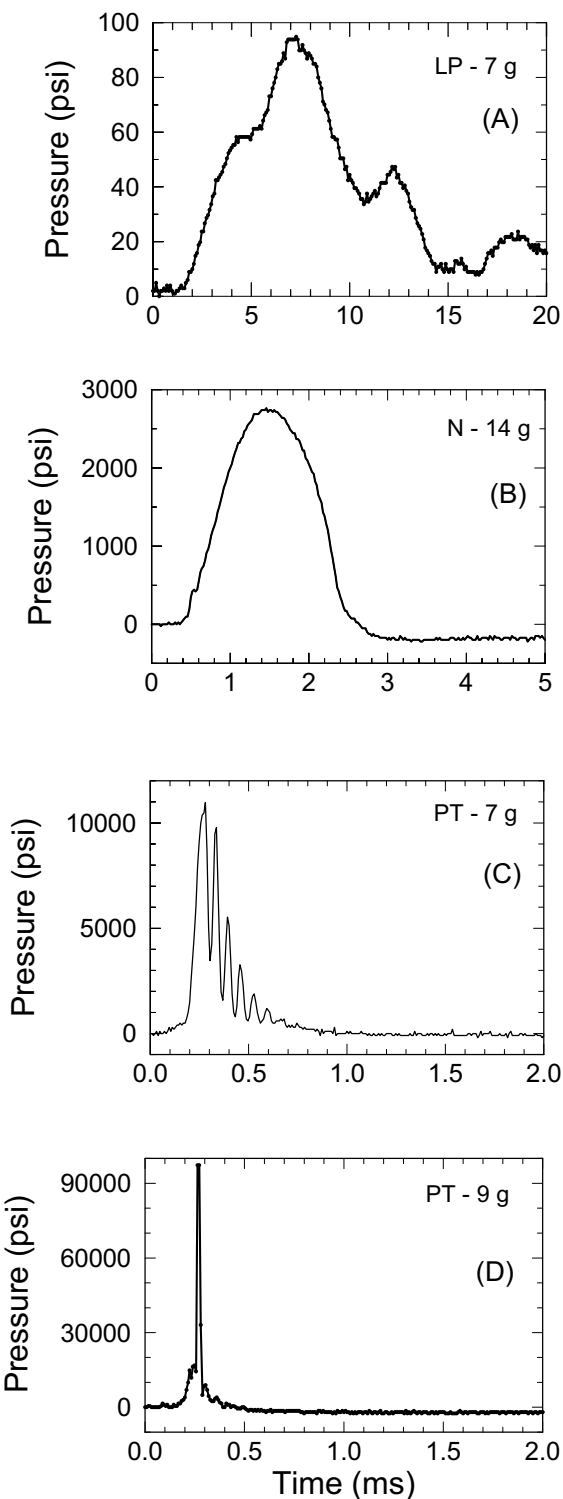 100
80
60
40
20
0
Pressure (psi)
LP - 7 g
(A)
0 5 10 15 20
3000
2000
1000
0
Pressure (psi)
N - 14 g
(B)
0 1 2 3 4 5
10000
5000
0
Pressure (psi)
PT - 7 g
(C)
0.0 0.5 1.0 1.5 2.0
90000
60000
30000
0
Pressure (psi)
PT - 9 g
(D)
0.0 0.5 1.0 1.5 2.0
Time (ms)